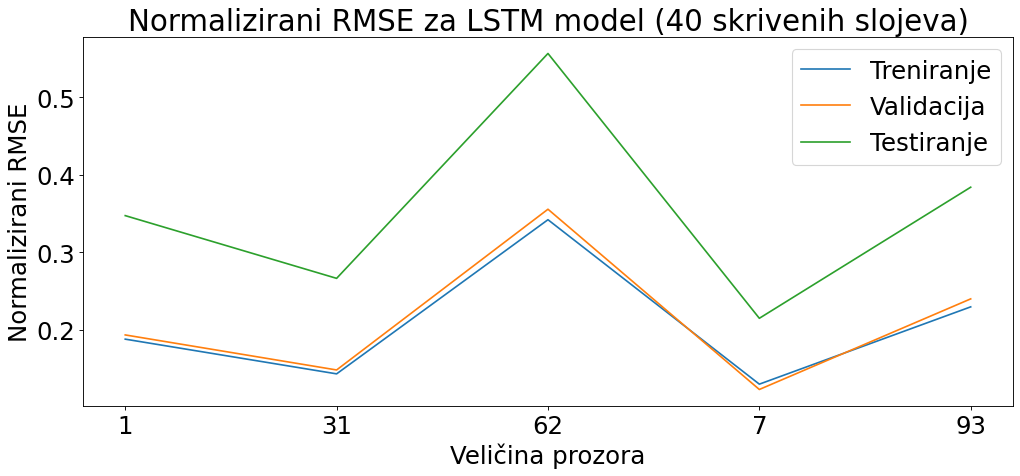 Normalizirani RMSE za LSTM model (40 skrivenih slojeva)
Treniranje
Validacija
Testiranje
Normalizirani RMSE
0.5
0.4
0.3
0.2
1 31 62 7 93
Veličina prozora